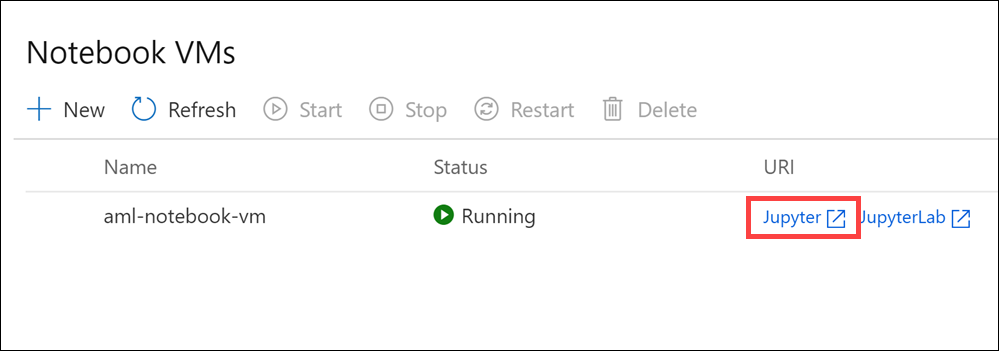 Notebook VMs
New Refresh Start Stop Restart Delete
Name Status URI
aml-notebook-vm Running Jupyter JupyterLab